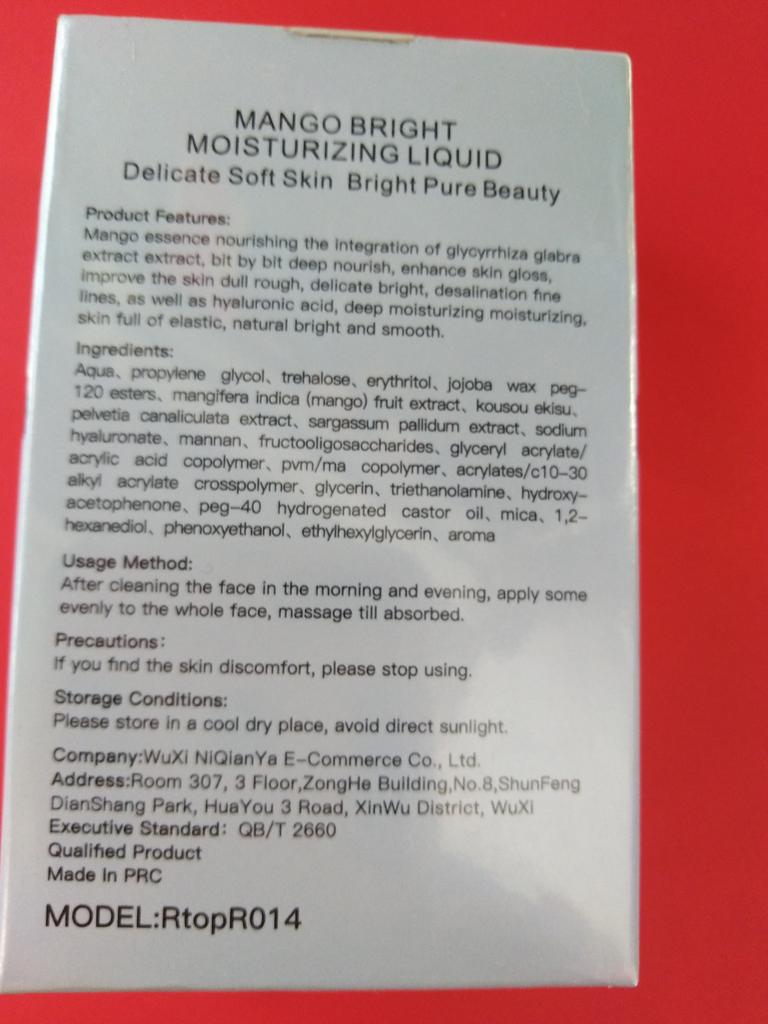 MANGO BRIGHT
MOISTURIZING LIQUID
Delicate Soft Skin Bright Pure Beauty
Product Features:
Mango essence nourishing the integration of glycyrrhiza glabra
extract extract, bit by bit deep nourish, enhance skin gloss,
improve the skin dull rough, delicate bright, desalination fine
lines, as well as hyaluronic acid, deep moisturizing moisturizing,
skin full of elastic, natural bright and smooth.
Ingredients:
Aqua、propylene glycol、trehalose、erythritol、jojoba wax peg-
120 esters、mangifera indica (mango) fruit extract、kousou ekisu、
pelvetia canaliculata extract、sargassum pallidum extract、sodium
hyaluronate、mannan、fructooligosaccharides、glyceryl acrylate/
acrylic acid copolymer、pvm/ma copolymer、acrylates/c10-30
alkyl acrylate crosspolymer、glycerin、triethanolamine、hydroxy-
acetophenone、peg-40 hydrogenated castor oil、mica、1,2-
hexanediol、phenoxyethanol、ethylhexylglycerin、aroma
Usage Method:
After cleaning the face in the morning and evening, apply some
evenly to the whole face, massage till absorbed.
Precautions:
If you find the skin discomfort, please stop using.
Storage Conditions:
Please store in a cool dry place, avoid direct sunlight.
Company:WuXi NiQianYa E-Commerce Co., Ltd.
Address:Room 307, 3 Floor,ZongHe Building,No.8,ShunFeng
DianShang Park, HuaYou 3 Road, XinWu District, WuXi
Executive Standard: QB/T 2660
Qualified Product
Made In PRC
MODEL:RtopR014